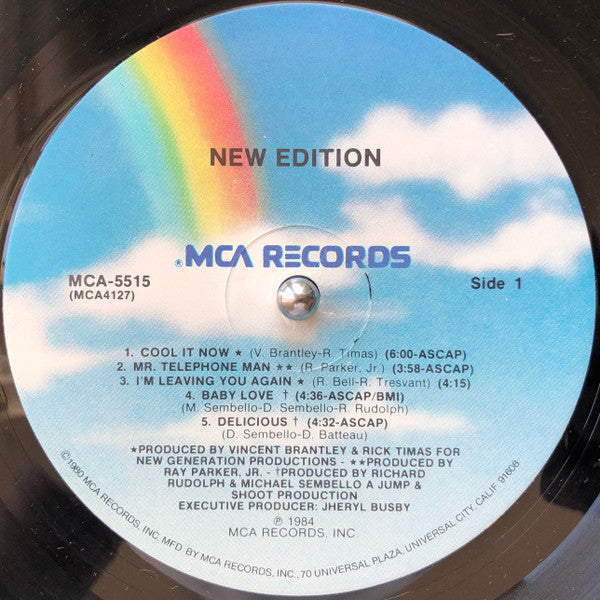 NEW EDITION
®MCA RECORDS
MCA-5515
(MCA4127)
Side 1
1. COOL IT NOW ★ (V. Brantley-R. Timas) (6:00-ASCAP)
2. MR. TELEPHONE MAN ★★ (R. Parker, Jr.) (3:58-ASCAP)
3. I'M LEAVING YOU AGAIN ★ (R. Bell-R. Tresvant) (4:15)
4. BABY LOVE † (4:36-ASCAP/BMI)
(M. Sembello-D. Sembello-R. Rudolph)
5. DELICIOUS † (4:32-ASCAP)
(D. Sembello-D. Batteau)
★PRODUCED BY VINCENT BRANTLEY & RICK TIMAS FOR
NEW GENERATION PRODUCTIONS - ★★PRODUCED BY
RAY PARKER, JR. - †PRODUCED BY RICHARD
RUDOLPH & MICHAEL SEMBELLO A JUMP &
SHOOT PRODUCTION
EXECUTIVE PRODUCER: JHERYL BUSBY
℗ 1984
MCA RECORDS, INC.
©1980 MCA RECORDS, INC. MFD. BY MCA RECORDS, INC., 70 UNIVERSAL PLAZA, UNIVERSAL CITY, CALIF. 91608